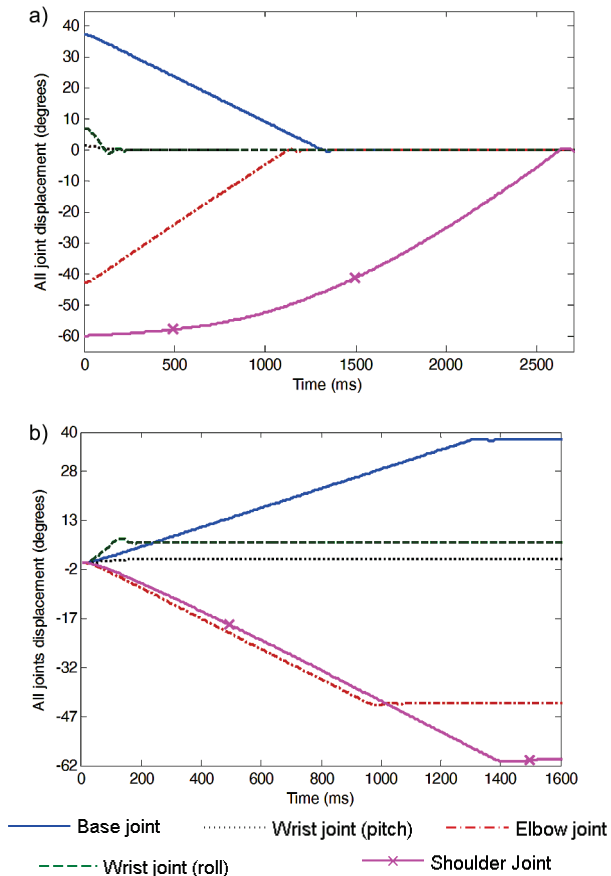 a)
All joint displacement (degrees)
40
30
20
10
0
-10
-20
-30
-40
-50
-60
0 500 1000 1500 2000 2500
Time (ms)
b)
All joints displacement (degrees)
40
28
13
-2
-17
-32
-47
-62
0 200 400 600 800 1000 1200 1400 1600
Time (ms)
Base joint Wrist joint (pitch) Elbow joint
Wrist joint (roll) Shoulder Joint